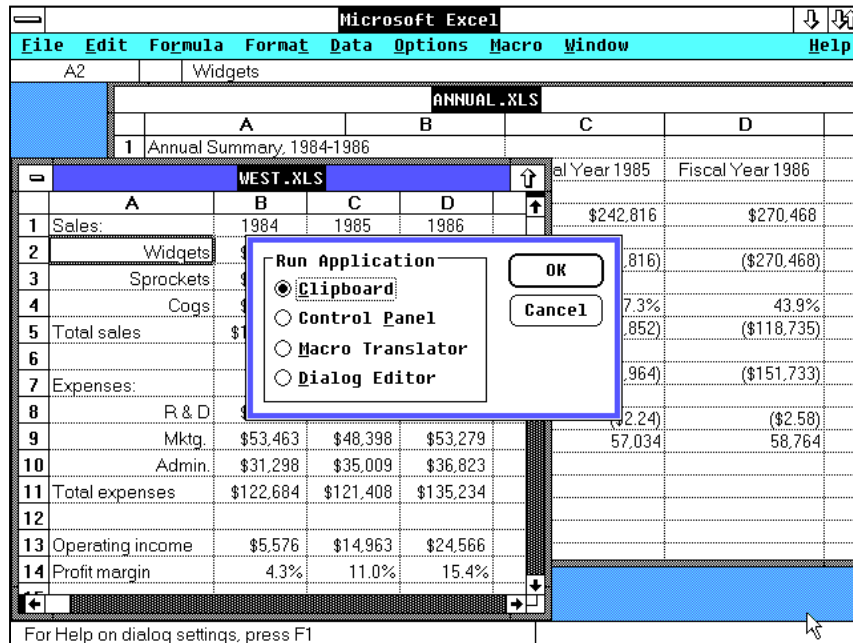 Microsoft Excel
File Edit Formula Format Data Options Macro Window Help
A2 Widgets
ANNUAL.XLS
A B C D
1 Annual Summary, 1984-1986
al Year 1985 Fiscal Year 1986
$242,816 $270,468
,816) ($270,468)
7.3% 43.9%
,852) ($118,735)
,964) ($151,733)
($2.24) ($2.58)
57,034 58,764
WEST.XLS
A B C D
1 Sales: 1984 1985 1986
2 Widgets $
3 Sprockets $
4 Cogs $
5 Total sales $1
6
7 Expenses:
8 R & D $
9 Mktg. $53,463 $48,398 $53,279
10 Admin. $31,298 $35,009 $36,823
11 Total expenses $122,684 $121,408 $135,234
12
13 Operating income $5,576 $14,963 $24,566
14 Profit margin 4.3% 11.0% 15.4%
Run Application
Clipboard
Control Panel
Macro Translator
Dialog Editor
OK
Cancel
For Help on dialog settings, press F1